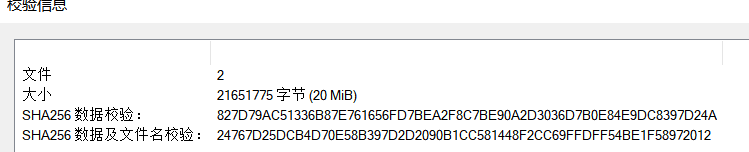 校验信息
文件 2
大小 21651775 字节 (20 MiB)
SHA256 数据校验： 827D79AC51336B87E761656FD7BEA2F8C7BE90A2D3036D7B0E84E9DC8397D24A
SHA256 数据及文件名校验： 24767D25DCB4D70E58B397D2D2090B1CC581448F2CC69FFDFF54BE1F58972012